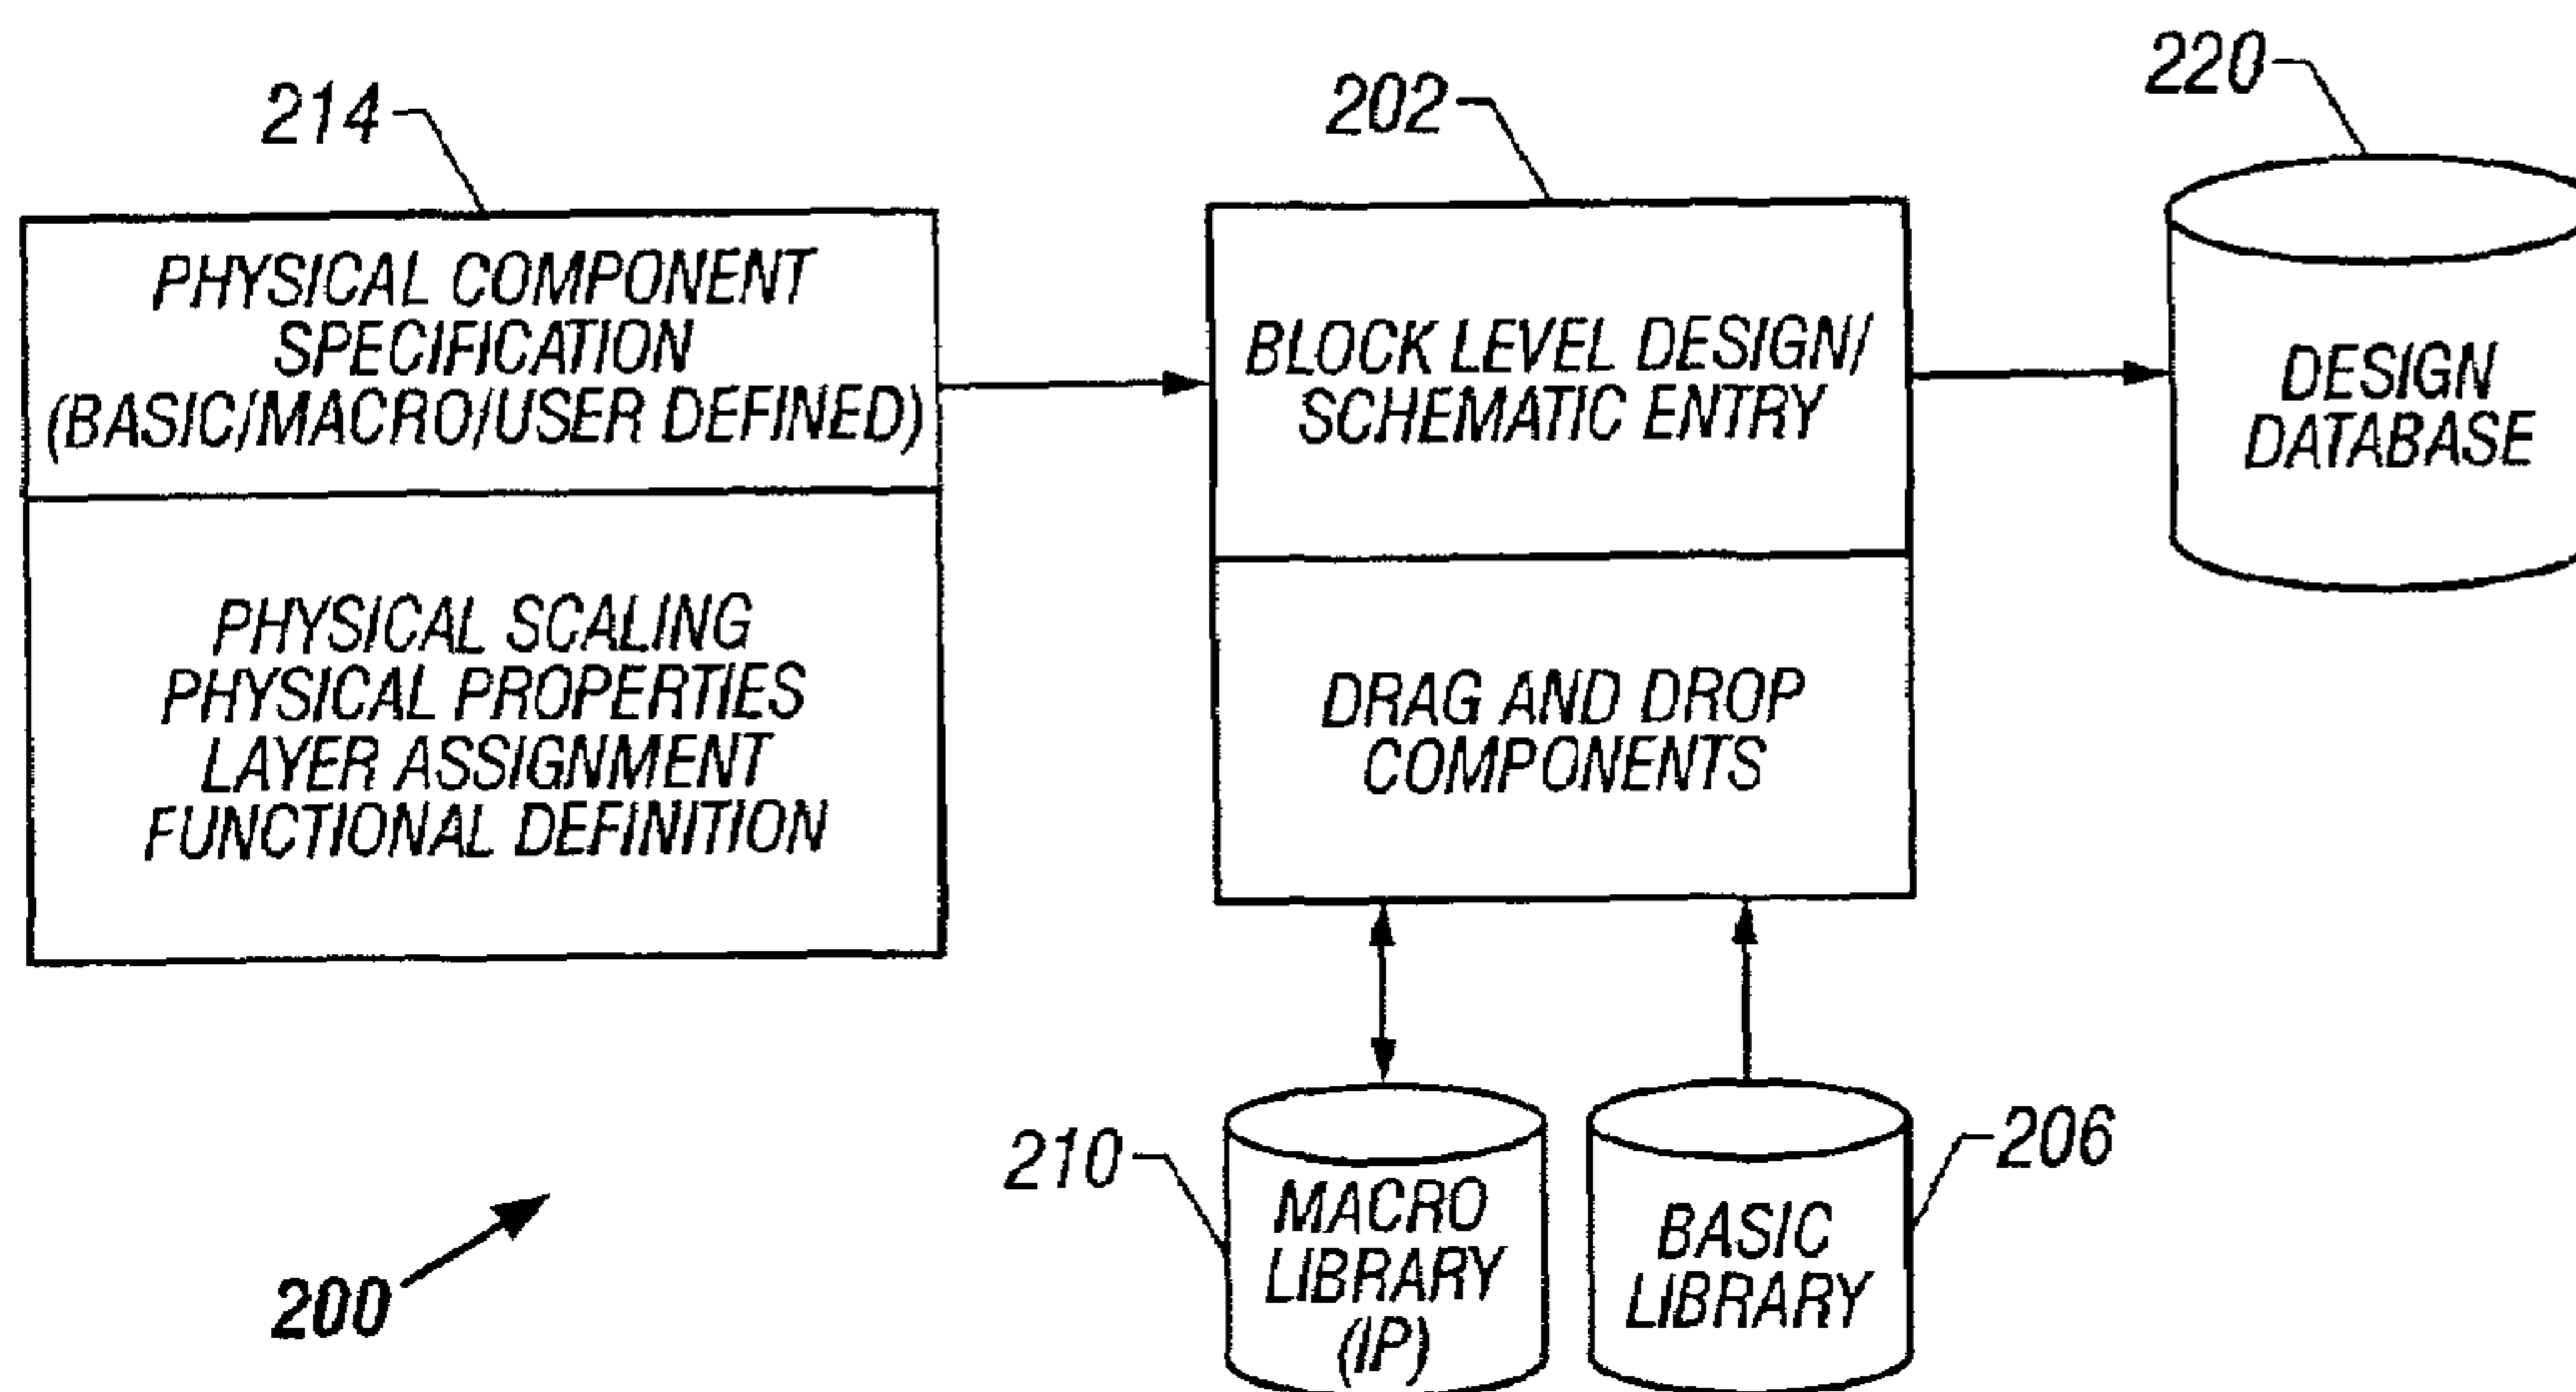 214
202
220
PHYSICAL COMPONENT
SPECIFICATION
(BASIC/MACRO/USER DEFINED)
PHYSICAL SCALING
PHYSICAL PROPERTIES
LAYER ASSIGNMENT
FUNCTIONAL DEFINITION
BLOCK LEVEL DESIGN/
SCHEMATIC ENTRY
DRAG AND DROP
COMPONENTS
DESIGN
DATABASE
210
MACRO
LIBRARY
(IP)
BASIC
LIBRARY
206
200